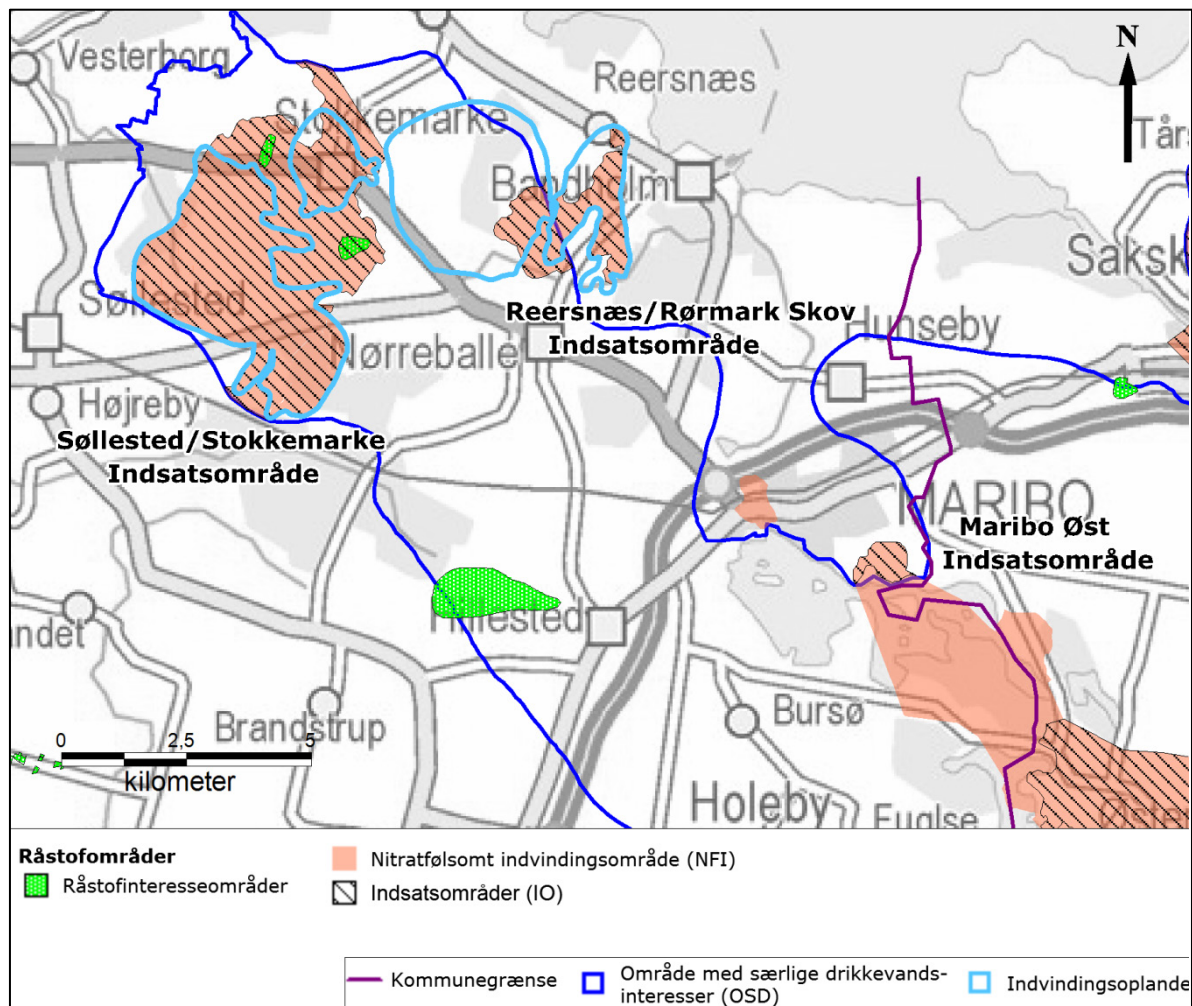 N
Vesterborg
Reersnæs
Stokkemarke
Bandholm
Tårs
Saksk
Søllested
Reersnæs/Rørmark Skov
Indsatsområde
Hunseby
Nørreballe
Højreby
Søllested/Stokkemarke
Indsatsområde
MARIBO
Maribo Øst
Indsatsområde
Hillested
andet
Bursø
Brandstrup
0 2,5 5
kilometer
Holeby
Fuglse
Øster
Råstofområder
Råstofinteresseområder
Nitratfølsomt indvindingsområde (NFI)
Indsatsområder (IO)
Kommunegrænse
Område med særlige drikkevands-
interesser (OSD)
Indvindingsoplande